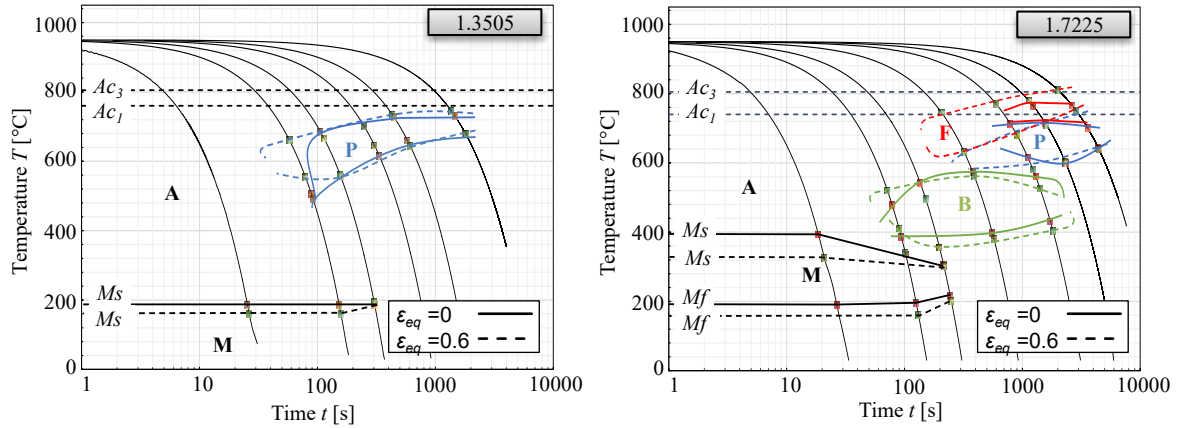 1.3505
1000
800
600
400
200
0
Temperature T [°C]
Ac3
Ac1
A
P
Ms
Ms
M
εeq =0
εeq =0.6
1 10 100 1000 10000
Time t [s]
1.7225
1000
800
600
400
200
0
Temperature T [°C]
Ac3
Ac1
A
F
P
B
Ms
Ms
M
Mf
Mf
εeq =0
εeq =0.6
1 10 100 1000 10000
Time t [s]